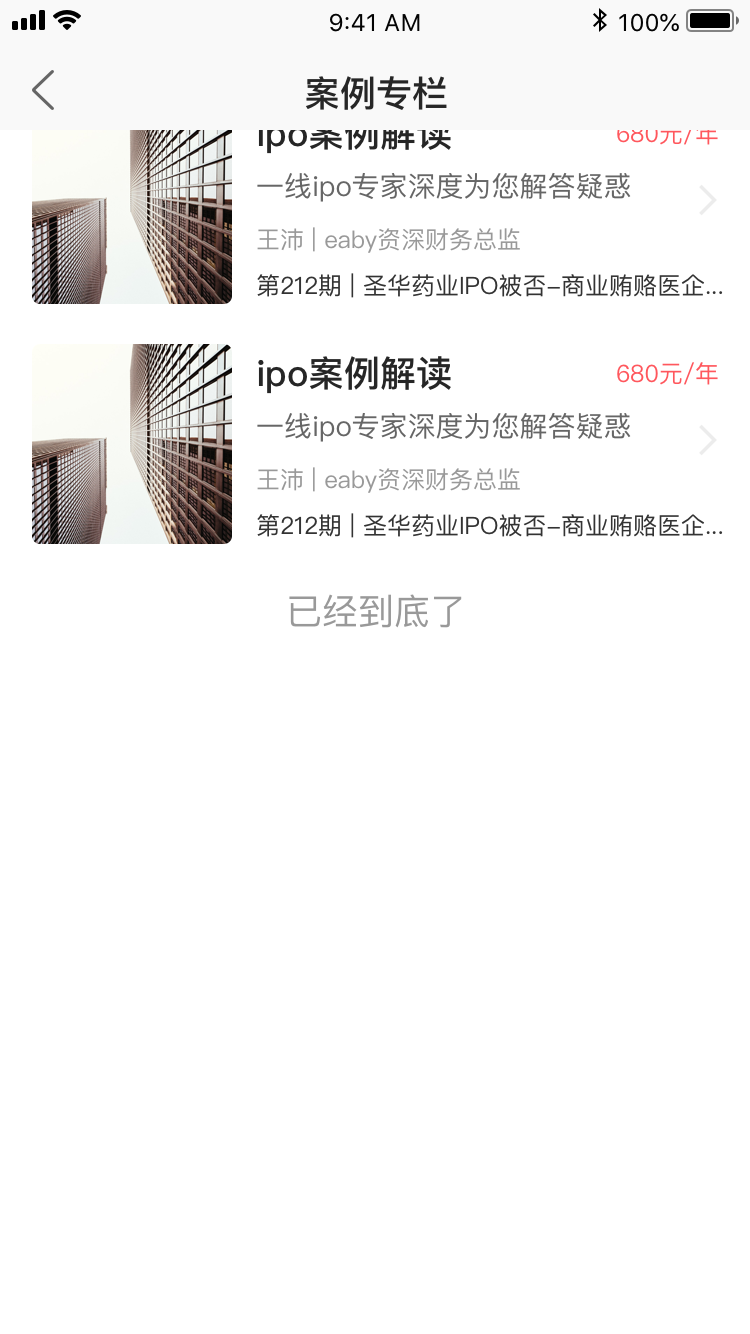 9:41 AM
100%
案例专栏
ipo案例解读
680元/年
一线ipo专家深度为您解答疑惑
王沛 | eaby资深财务总监
第212期 | 圣华药业IPO被否–商业贿赂医企...
ipo案例解读
680元/年
一线ipo专家深度为您解答疑惑
王沛 | eaby资深财务总监
第212期 | 圣华药业IPO被否–商业贿赂医企...
已经到底了